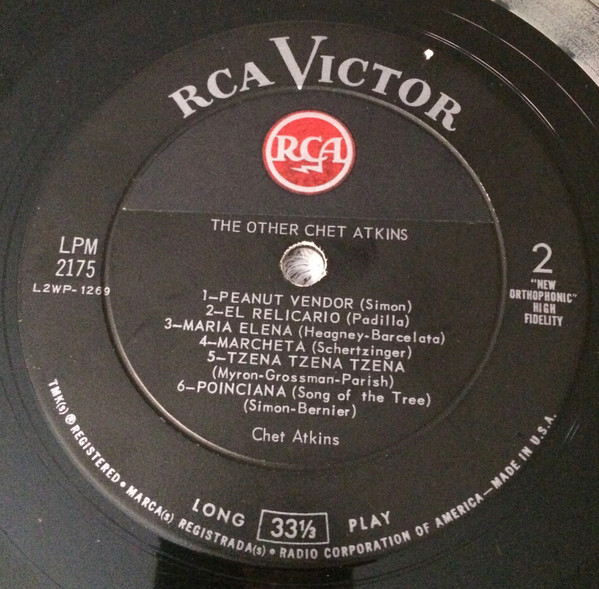 RCA VICTOR
RCA
THE OTHER CHET ATKINS
LPM
2175
L2WP-1269
2
"NEW
ORTHOPHONIC"
HIGH
FIDELITY
1—PEANUT VENDOR (Simon)
2—EL RELICARIO (Padilla)
3—MARIA ELENA (Heagney-Barcelata)
4—MARCHETA (Schertzinger)
5—TZENA TZENA TZENA
(Myron-Grossman-Parish)
6—POINCIANA (Song of the Tree)
(Simon-Bernier)
Chet Atkins
LONG 33⅓ PLAY
TMK(s) ® REGISTERED • MARCA(s) REGISTRADA(s) • RADIO CORPORATION OF AMERICA—MADE IN U.S.A.